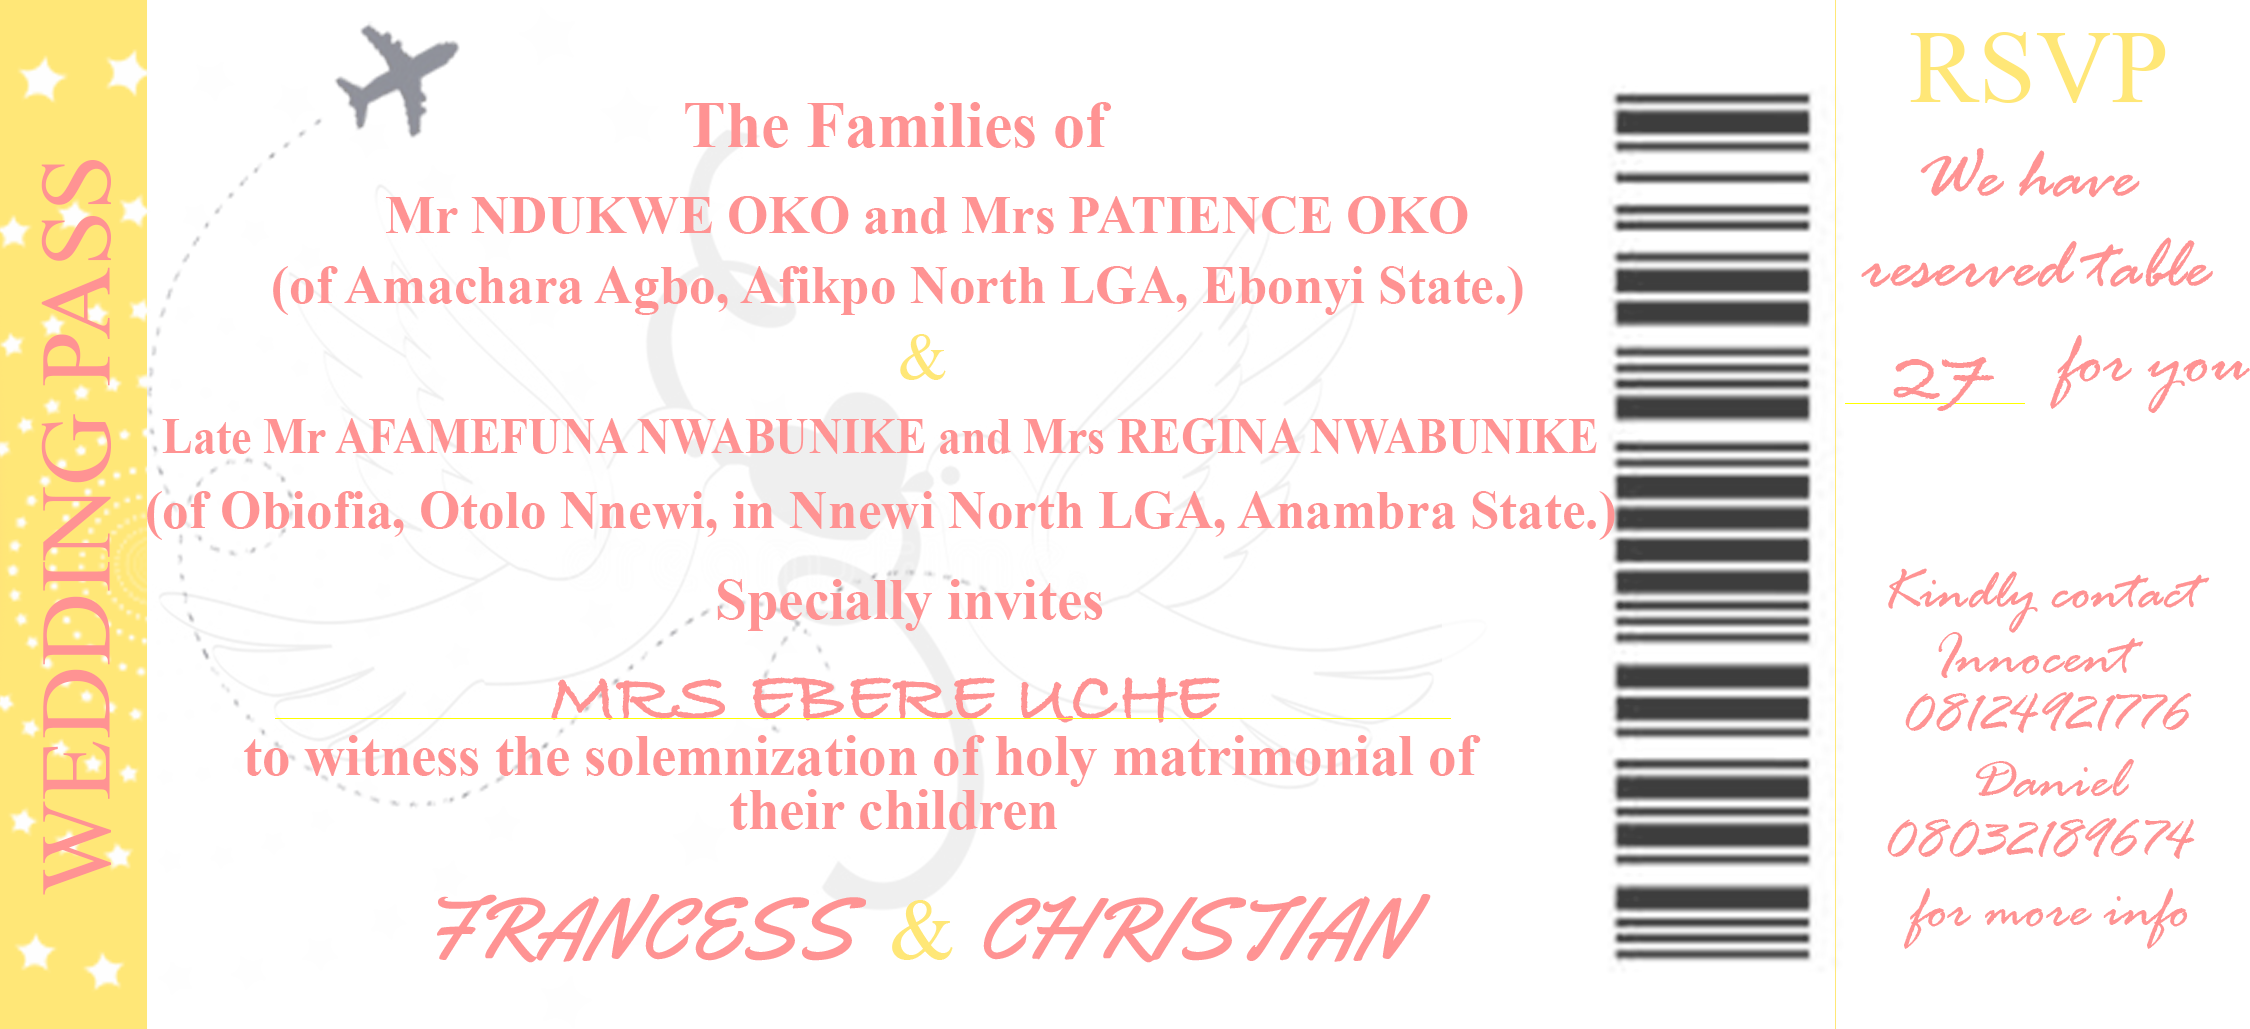 WEDDING PASS
The Families of
Mr NDUKWE OKO and Mrs PATIENCE OKO
(of Amachara Agbo, Afikpo North LGA, Ebonyi State.)
&
Late Mr AFAMEFUNA NWABUNIKE and Mrs REGINA NWABUNIKE
(of Obiofia, Otolo Nnewi, in Nnewi North LGA, Anambra State.)
Specially invites
MRS EBERE UCHE
to witness the solemnization of holy matrimonial of
their children
FRANCESS & CHRISTIAN
RSVP
We have
reserved table
27 for you
Kindly contact
Innocent
08124921776
Daniel
08032189674
for more info